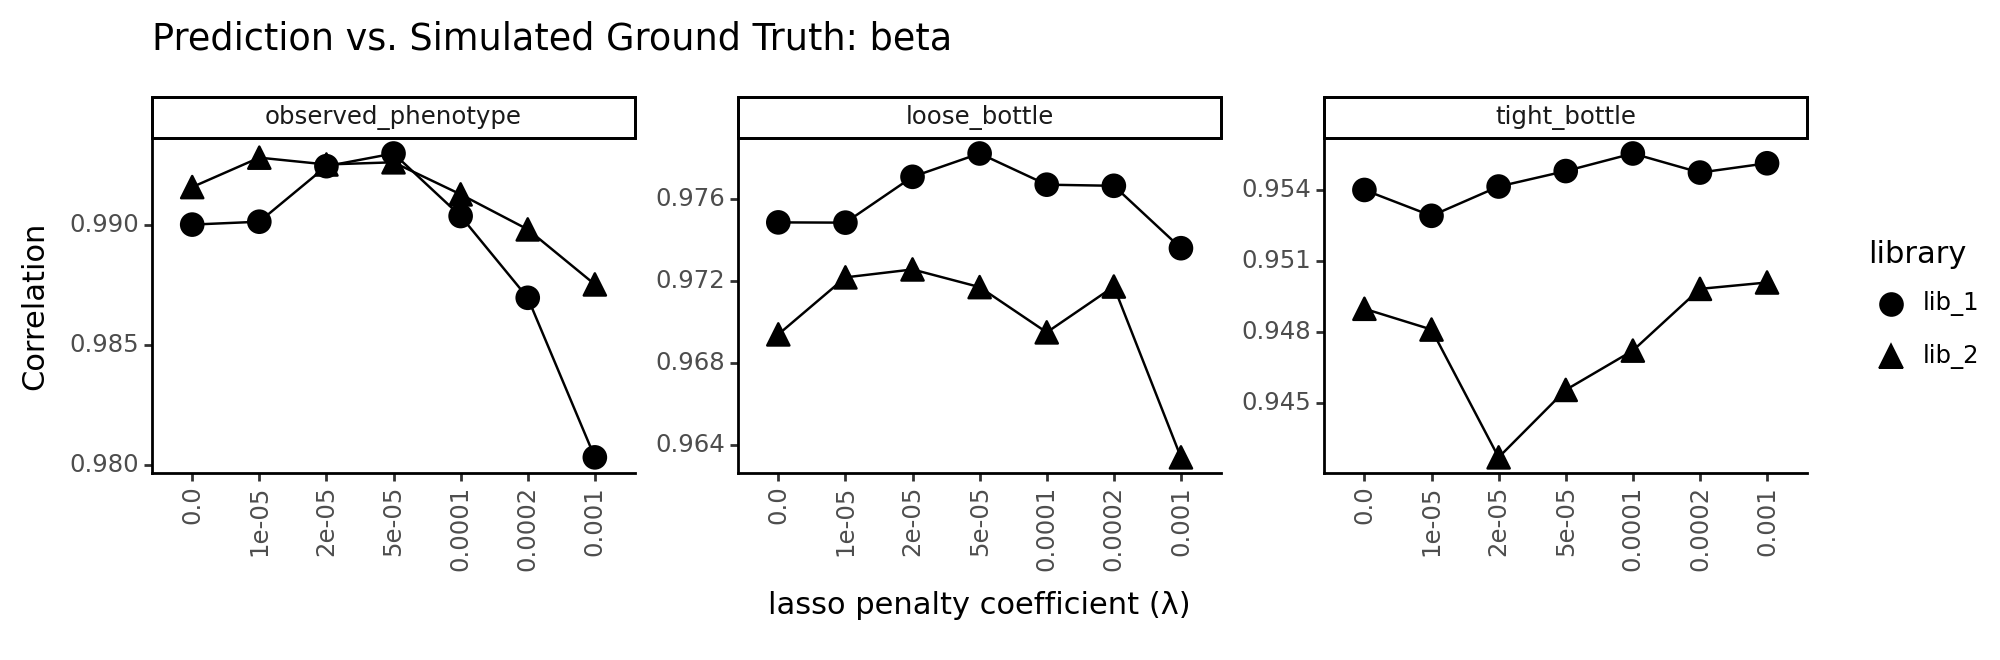 Prediction vs. Simulated Ground Truth: beta
observed_phenotype
loose_bottle
tight_bottle
Correlation
0.990
0.985
0.980
0.976
0.972
0.968
0.964
0.954
0.951
0.948
0.945
0.0
1e-05
2e-05
5e-05
0.0001
0.0002
0.001
0.0
1e-05
2e-05
5e-05
0.0001
0.0002
0.001
0.0
1e-05
2e-05
5e-05
0.0001
0.0002
0.001
lasso penalty coefficient (λ)
library
lib_1
lib_2